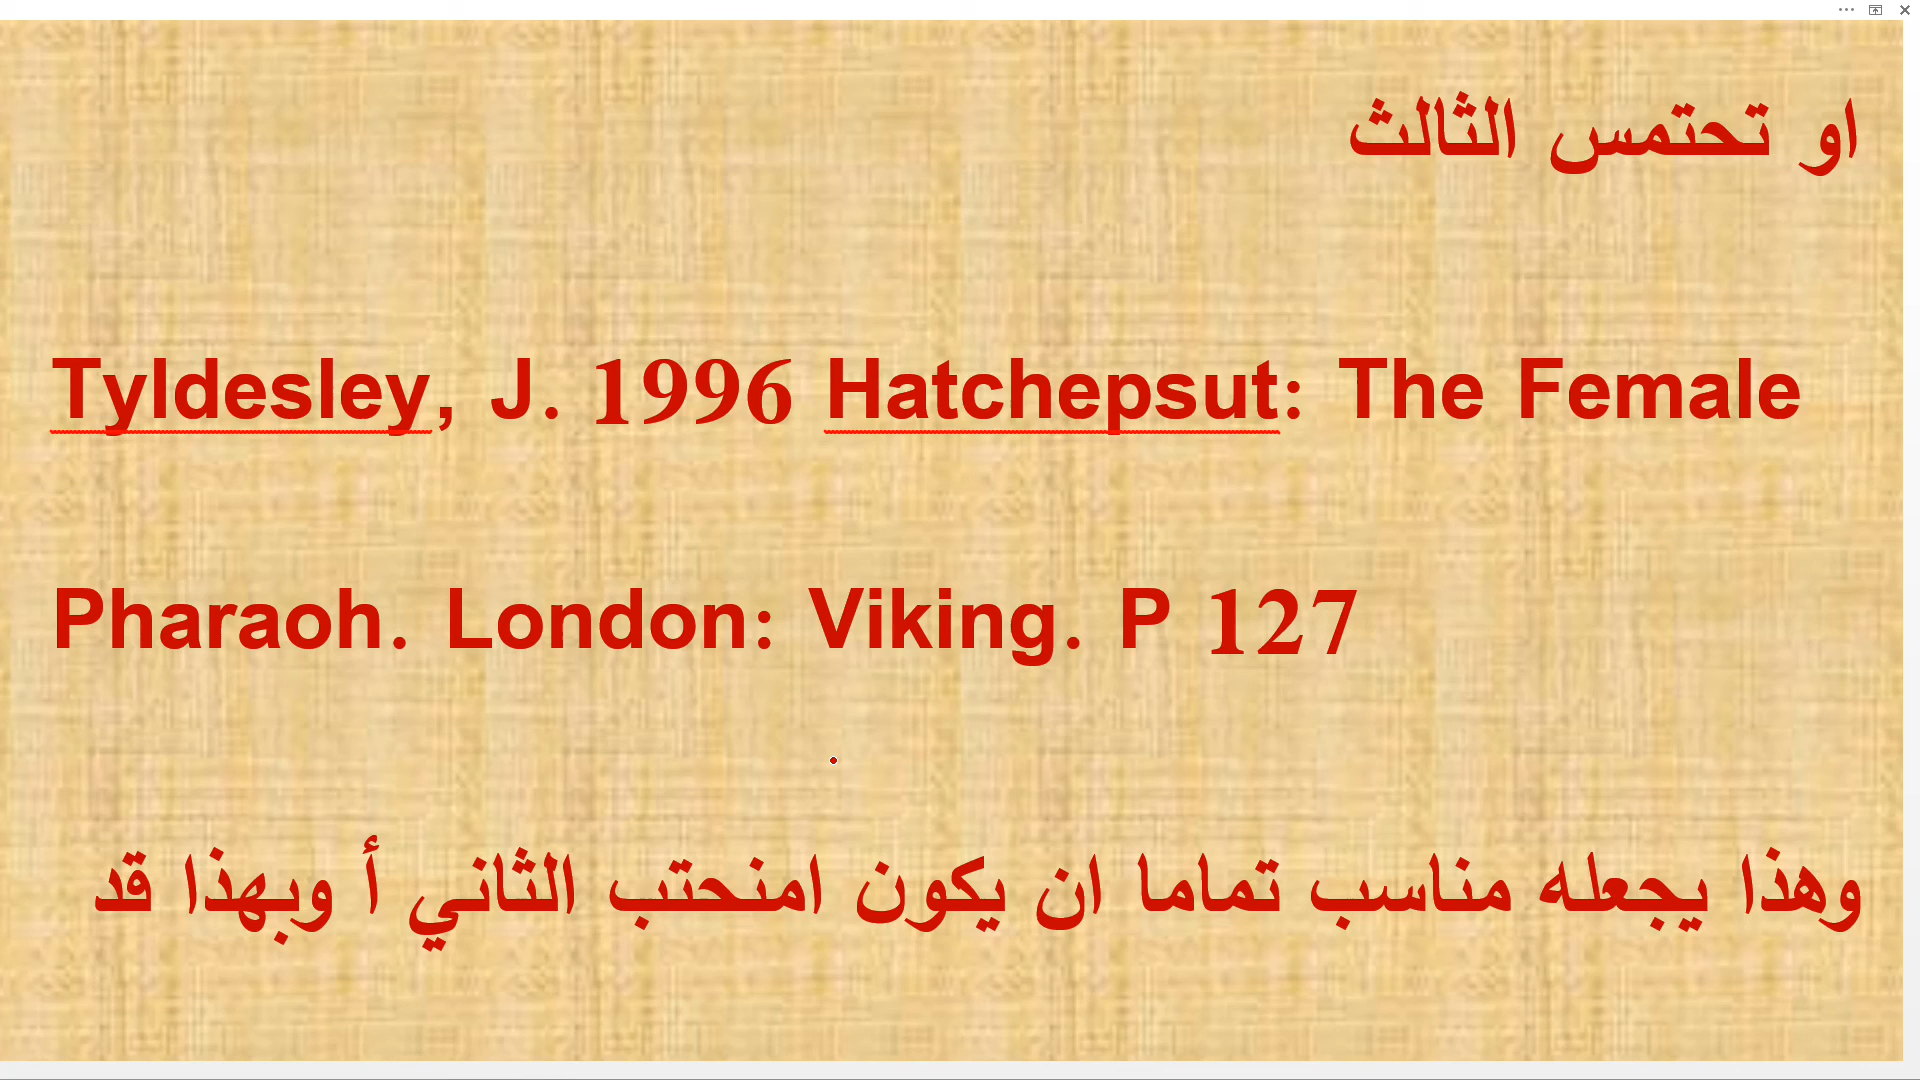 او تحتمس الثالث
Tyldesley, J. 1996 Hatchepsut: The Female
Pharaoh. London: Viking. P 127
وهذا يجعله مناسب تماما ان يكون امنحتب الثاني أ وبهذا قد